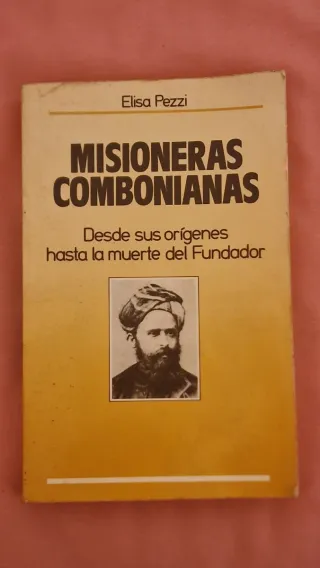 Elisa Pezzi
MISIONERAS
COMBONIANAS
Desde sus orígenes
hasta la muerte del Fundador